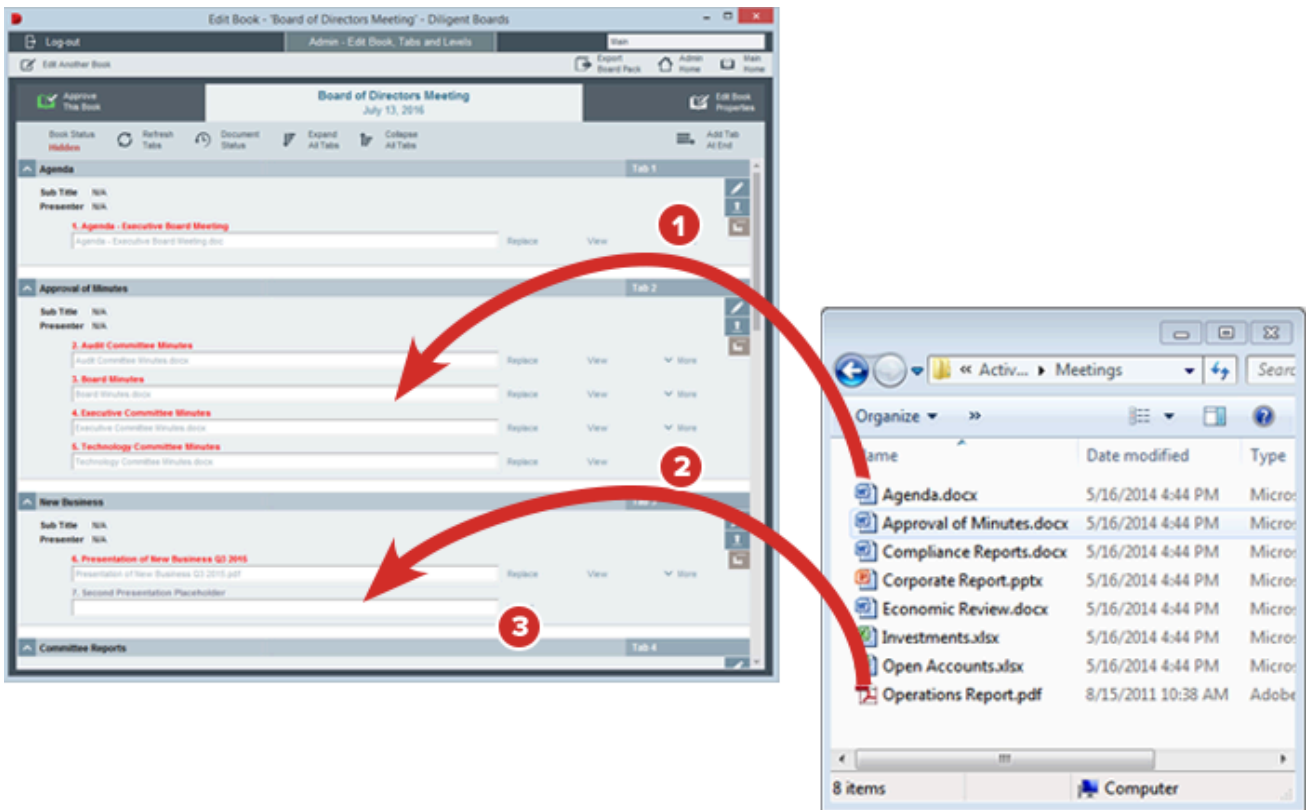 Edit Book - 'Board of Directors Meeting' - Diligent Boards
Log-out
Admin - Edit Book, Tabs and Levels
Main
Edit Another Book
Export Board Pack
Admin Home
Main Home
Approve This Book
Board of Directors Meeting
July 13, 2016
Edit Book Properties
Book Status Hidden
Refresh Tabs
Document Status
Expand All Tabs
Collapse All Tabs
Add Tab At End
Agenda Tab 1
Sub Title N/A
Presenter N/A
1. Agenda - Executive Board Meeting
Agenda - Executive Board Meeting.doc Replace View
1
Approval of Minutes Tab 2
Sub Title N/A
Presenter N/A
2. Audit Committee Minutes
Audit Committee Minutes.docx Replace View More
3. Board Minutes
Board Minutes.docx Replace View More
4. Executive Committee Minutes
Executive Committee Minutes.docx Replace View More
5. Technology Committee Minutes
Technology Committee Minutes.docx Replace View
2
New Business
Sub Title N/A
Presenter N/A
6. Presentation of New Business Q3 2015
Presentation of New Business Q3 2015.pdf Replace View More
7. Second Presentation Placeholder
3
Committee Reports Tab 4
« Activ... Meetings
Searc
Organize »
Date modified Type
Agenda.docx 5/16/2014 4:44 PM Micros
Approval of Minutes.docx 5/16/2014 4:44 PM Micros
Compliance Reports.docx 5/16/2014 4:44 PM Micros
Corporate Report.pptx 5/16/2014 4:44 PM Micros
Economic Review.docx 5/16/2014 4:44 PM Micros
Investments.xlsx 5/16/2014 4:44 PM Micros
Open Accounts.xlsx 5/16/2014 4:44 PM Micros
Operations Report.pdf 8/15/2011 10:38 AM Adobe
8 items
Computer